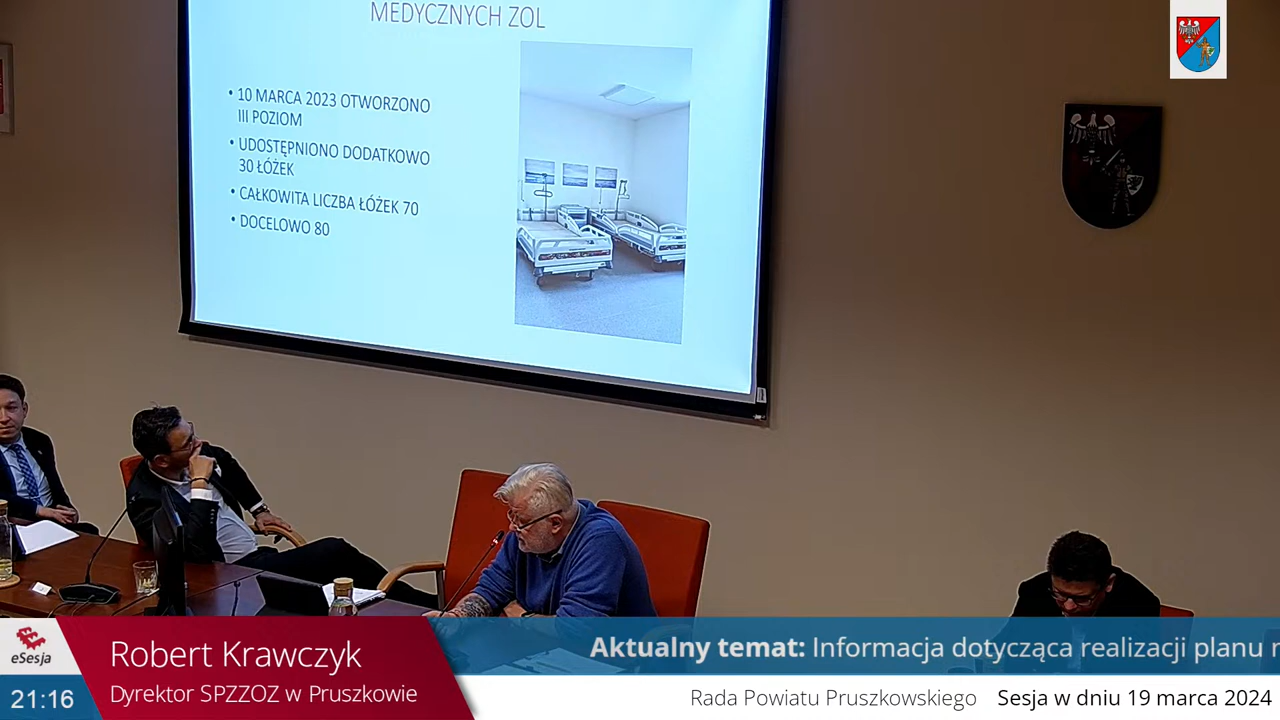 MEDYCZNYCH ZOL
• 10 MARCA 2023 OTWORZONO
III POZIOM
• UDOSTĘPNIONO DODATKOWO
30 ŁÓŻEK
• CAŁKOWITA LICZBA ŁÓŻEK 70
• DOCELOWO 80
eSesja
21:16
Robert Krawczyk
Dyrektor SPZZOZ w Pruszkowie
Aktualny temat: Informacja dotycząca realizacji planu
Rada Powiatu Pruszkowskiego Sesja w dniu 19 marca 2024